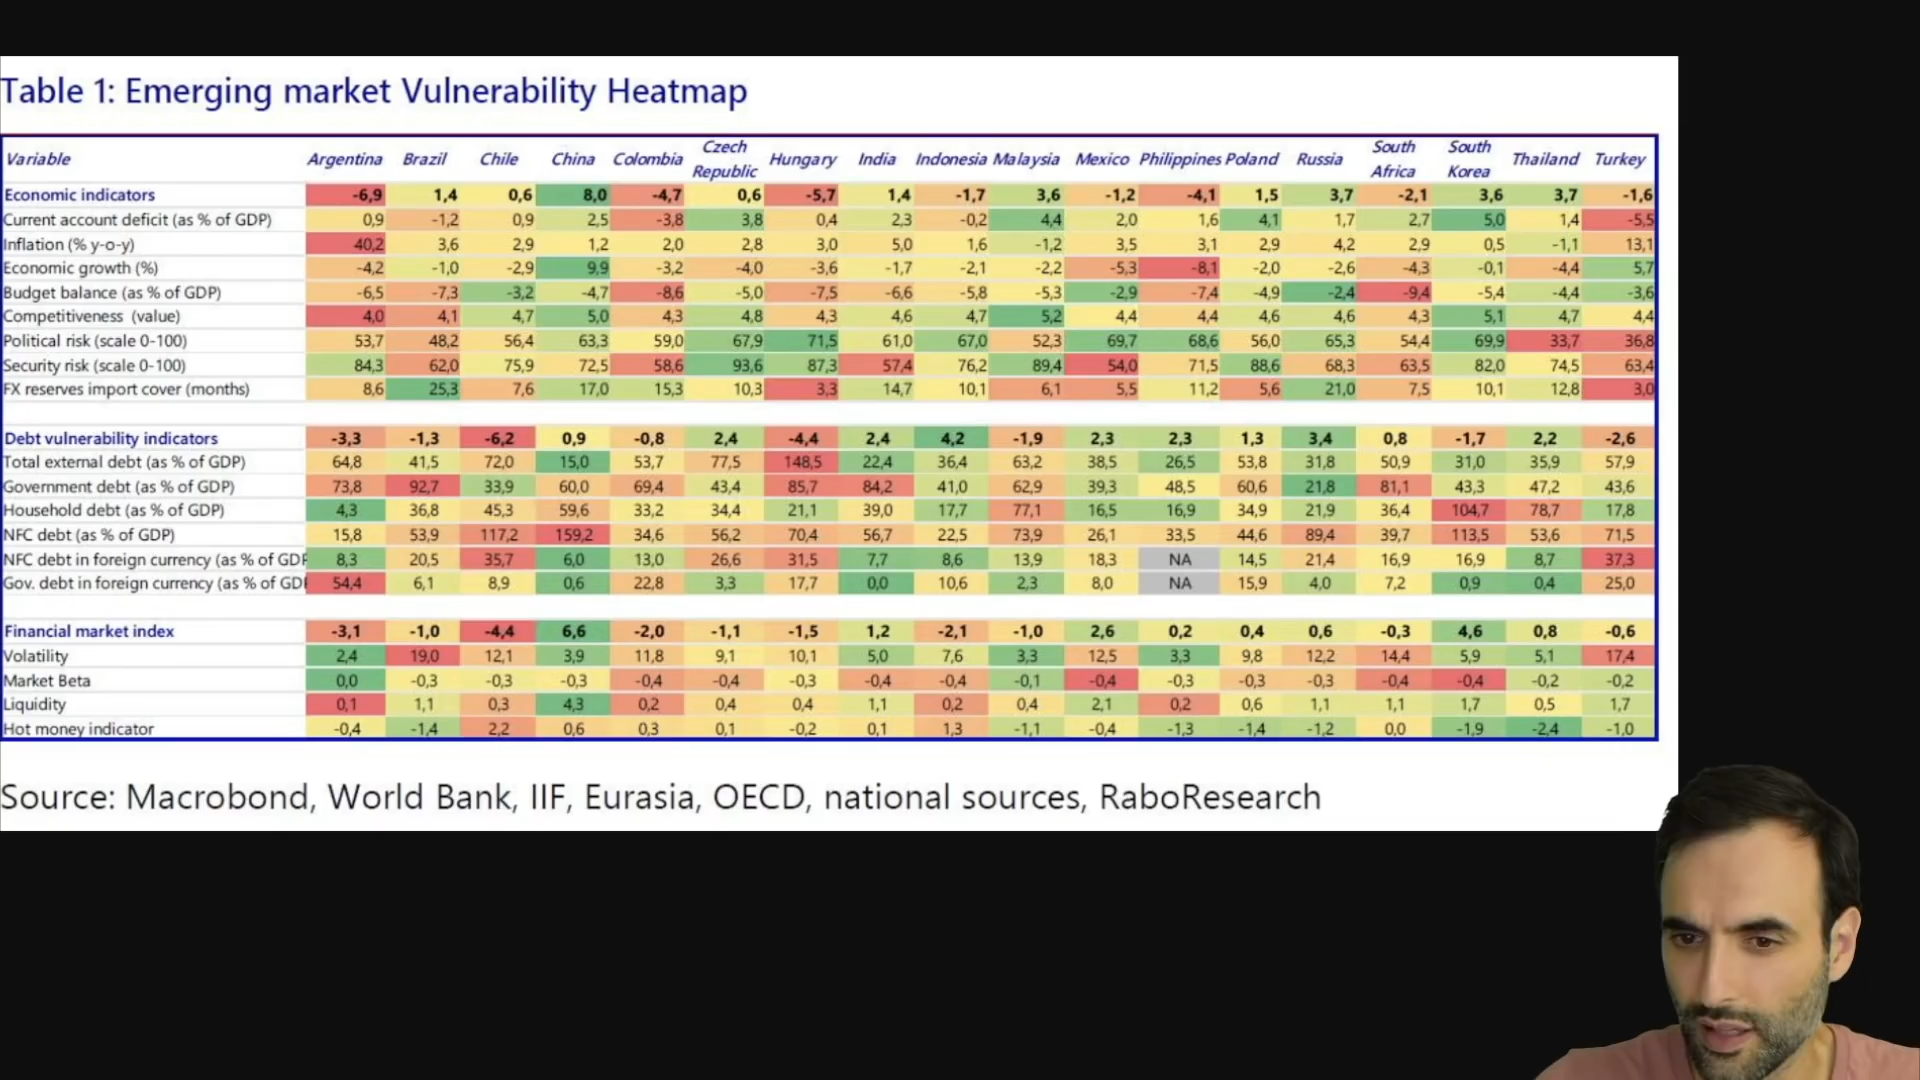 Table 1: Emerging market Vulnerability Heatmap
Variable Argentina Brazil Chile China Colombia Czech Republic Hungary India Indonesia Malaysia Mexico Philippines Poland Russia South Africa South Korea Thailand Turkey
Economic indicators -6,9 1,4 0,6 8,0 -4,7 0,6 -5,7 1,4 -1,7 3,6 -1,2 -4,1 1,5 3,7 -2,1 3,6 3,7 -1,6
Current account deficit (as % of GDP) 0,9 -1,2 0,9 2,5 -3,8 3,8 0,4 2,3 -0,2 4,4 2,0 1,6 4,1 1,7 2,7 5,0 1,4 -5,5
Inflation (% y-o-y) 40,2 3,6 2,9 1,2 2,0 2,8 3,0 5,0 1,6 -1,2 3,5 3,1 2,9 4,2 2,9 0,5 -1,1 13,1
Economic growth (%) -4,2 -1,0 -2,9 9,9 -3,2 -4,0 -3,6 -1,7 -2,1 -2,2 -5,3 -8,1 -2,0 -2,6 -4,3 -0,1 -4,4 5,7
Budget balance (as % of GDP) -6,5 -7,3 -3,2 -4,7 -8,6 -5,0 -7,5 -6,6 -5,8 -5,3 -2,9 -7,4 -4,9 -2,4 -9,4 -5,4 -4,4 -3,6
Competitiveness (value) 4,0 4,1 4,7 5,0 4,3 4,8 4,3 4,6 4,7 5,2 4,4 4,4 4,6 4,6 4,3 5,1 4,7 4,4
Political risk (scale 0-100) 53,7 48,2 56,4 63,3 59,0 67,9 71,5 61,0 67,0 52,3 69,7 68,6 56,0 65,3 54,4 69,9 33,7 36,8
Security risk (scale 0-100) 84,3 62,0 75,9 72,5 58,6 93,6 87,3 57,4 76,2 89,4 54,0 71,5 88,6 68,3 63,5 82,0 74,5 63,4
FX reserves import cover (months) 8,6 25,3 7,6 17,0 15,3 10,3 3,3 14,7 10,1 6,1 5,5 11,2 5,6 21,0 7,5 10,1 12,8 3,0
Debt vulnerability indicators -3,3 -1,3 -6,2 0,9 -0,8 2,4 -4,4 2,4 4,2 -1,9 2,3 2,3 1,3 3,4 0,8 -1,7 2,2 -2,6
Total external debt (as % of GDP) 64,8 41,5 72,0 15,0 53,7 77,5 148,5 22,4 36,4 63,2 38,5 26,5 53,8 31,8 50,9 31,0 35,9 57,9
Government debt (as % of GDP) 73,8 92,7 33,9 60,0 69,4 43,4 85,7 84,2 41,0 62,9 39,3 48,5 60,6 21,8 81,1 43,3 47,2 43,6
Household debt (as % of GDP) 4,3 36,8 45,3 59,6 33,2 34,4 21,1 39,0 17,7 77,1 16,5 16,9 34,9 21,9 36,4 104,7 78,7 17,8
NFC debt (as % of GDP) 15,8 53,9 117,2 159,2 34,6 56,2 70,4 56,7 22,5 73,9 26,1 33,5 44,6 89,4 39,7 113,5 53,6 71,5
NFC debt in foreign currency (as % of GDP 8,3 20,5 35,7 6,0 13,0 26,6 31,5 7,7 8,6 13,9 18,3 NA 14,5 21,4 16,9 16,9 8,7 37,3
Gov. debt in foreign currency (as % of GD 54,4 6,1 8,9 0,6 22,8 3,3 17,7 0,0 10,6 2,3 8,0 NA 15,9 4,0 7,2 0,9 0,4 25,0
Financial market index -3,1 -1,0 -4,4 6,6 -2,0 -1,1 -1,5 1,2 -2,1 -1,0 2,6 0,2 0,4 0,6 -0,3 4,6 0,8 -0,6
Volatility 2,4 19,0 12,1 3,9 11,8 9,1 10,1 5,0 7,6 3,3 12,5 3,3 9,8 12,2 14,4 5,9 5,1 17,4
Market Beta 0,0 -0,3 -0,3 -0,3 -0,4 -0,4 -0,3 -0,4 -0,4 -0,1 -0,4 -0,3 -0,3 -0,3 -0,4 -0,4 -0,2 -0,2
Liquidity 0,1 1,1 0,3 4,3 0,2 0,4 0,4 1,1 0,2 0,4 2,1 0,2 0,6 1,1 1,1 1,7 0,5 1,7
Hot money indicator -0,4 -1,4 2,2 0,6 0,3 0,1 -0,2 0,1 1,3 -1,1 -0,4 -1,3 -1,4 -1,2 0,0 -1,9 -2,4 -1,0
Source: Macrobond, World Bank, IIF, Eurasia, OECD, national sources, RaboResearch